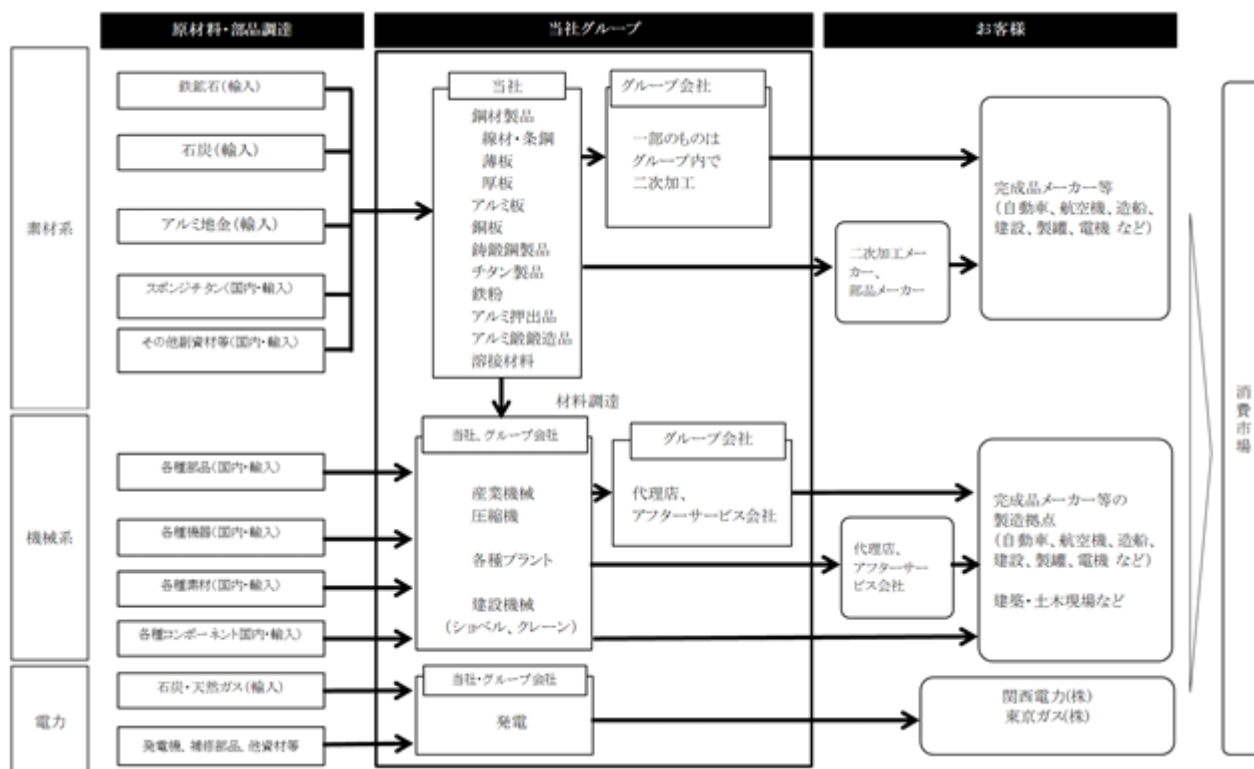 原材料・部品調達
当社グループ
お客様
素材系
鉄鉱石(輸入)
石炭(輸入)
アルミ地金(輸入)
スポンジチタン(国内・輸入)
その他副資材等(国内・輸入)
当社
鋼材製品
線材・条鋼
薄板
厚板
アルミ板
銅板
鋳鍛鋼製品
チタン製品
鉄粉
アルミ押出品
アルミ鋳鍛造品
溶接材料
グループ会社
一部のものは
グループ内で
二次加工
二次加工メー
カー、
部品メーカー
完成品メーカー等
(自動車、航空機、造船、
建設、製罐、電機 など)
材料調達
機械系
各種部品(国内・輸入)
各種機器(国内・輸入)
各種素材(国内・輸入)
各種コンポーネント国内・輸入)
当社、グループ会社
産業機械
圧縮機
各種プラント
建設機械
(ショベル、クレーン)
グループ会社
代理店、
アフターサービス会社
代理店、
アフターサー
ビス会社
完成品メーカー等の
製造拠点
(自動車、航空機、造船、
建設、製罐、電機 など)
建築・土木現場など
電力
石炭・天然ガス(輸入)
発電機、補修部品、他資材等
当社・グループ会社
発電
関西電力(株)
東京ガス(株)
消費市場